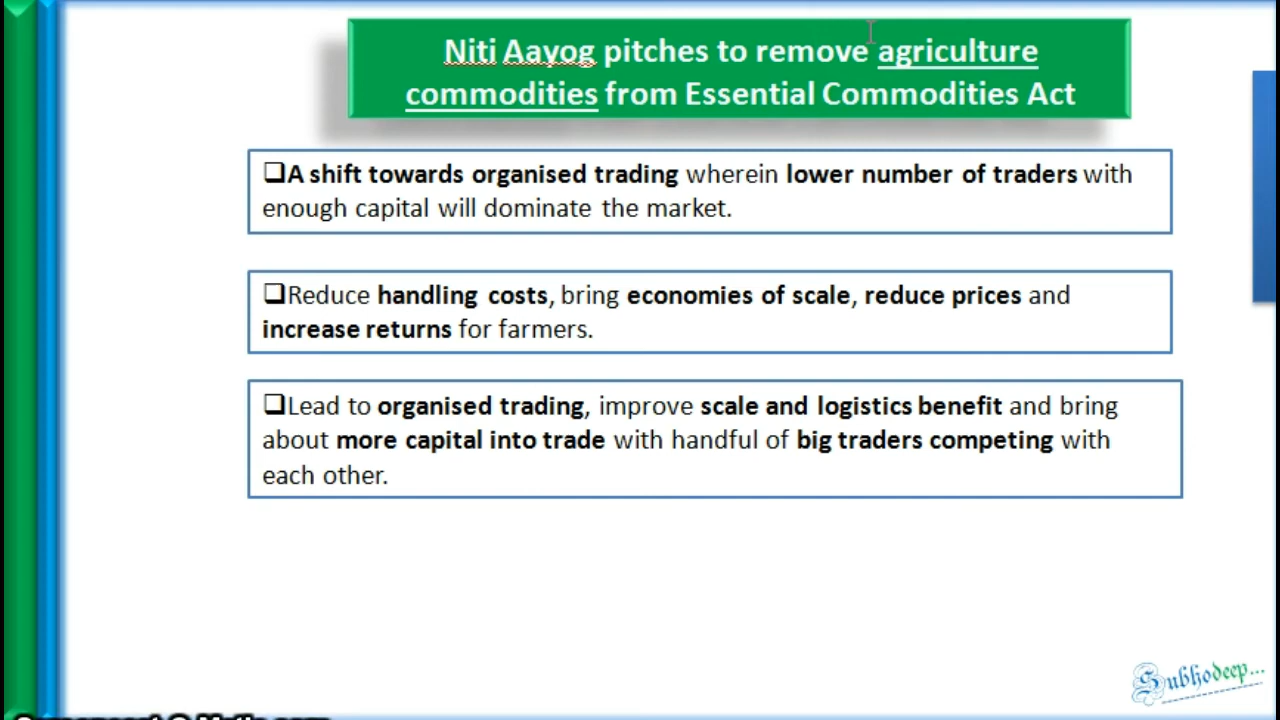 Niti Aayog pitches to remove agriculture
commodities from Essential Commodities Act
❑A shift towards organised trading wherein lower number of traders with
enough capital will dominate the market.
❑Reduce handling costs, bring economies of scale, reduce prices and
increase returns for farmers.
❑Lead to organised trading, improve scale and logistics benefit and bring
about more capital into trade with handful of big traders competing with
each other.
Subhodeep...